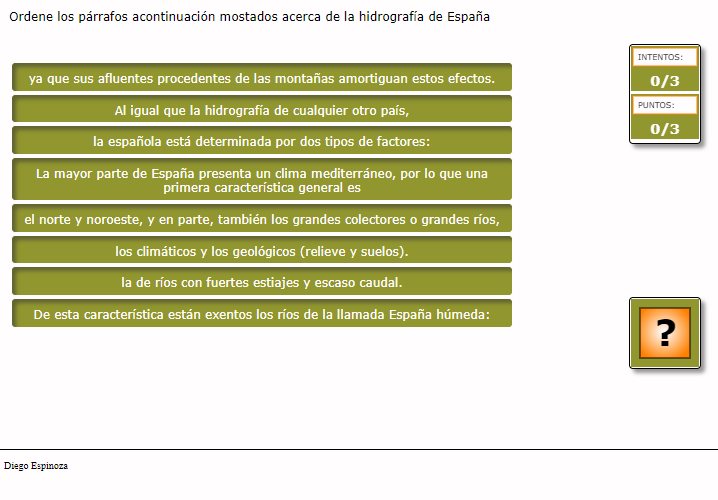 Ordene los párrafos acontinuación mostados acerca de la hidrografía de España
INTENTOS:
0/3
PUNTOS:
0/3
ya que sus afluentes procedentes de las montañas amortiguan estos efectos.
Al igual que la hidrografía de cualquier otro país,
la española está determinada por dos tipos de factores:
La mayor parte de España presenta un clima mediterráneo, por lo que una
primera característica general es
el norte y noroeste, y en parte, también los grandes colectores o grandes ríos,
los climáticos y los geológicos (relieve y suelos).
la de ríos con fuertes estiajes y escaso caudal.
De esta característica están exentos los ríos de la llamada España húmeda:
?
Diego Espinoza